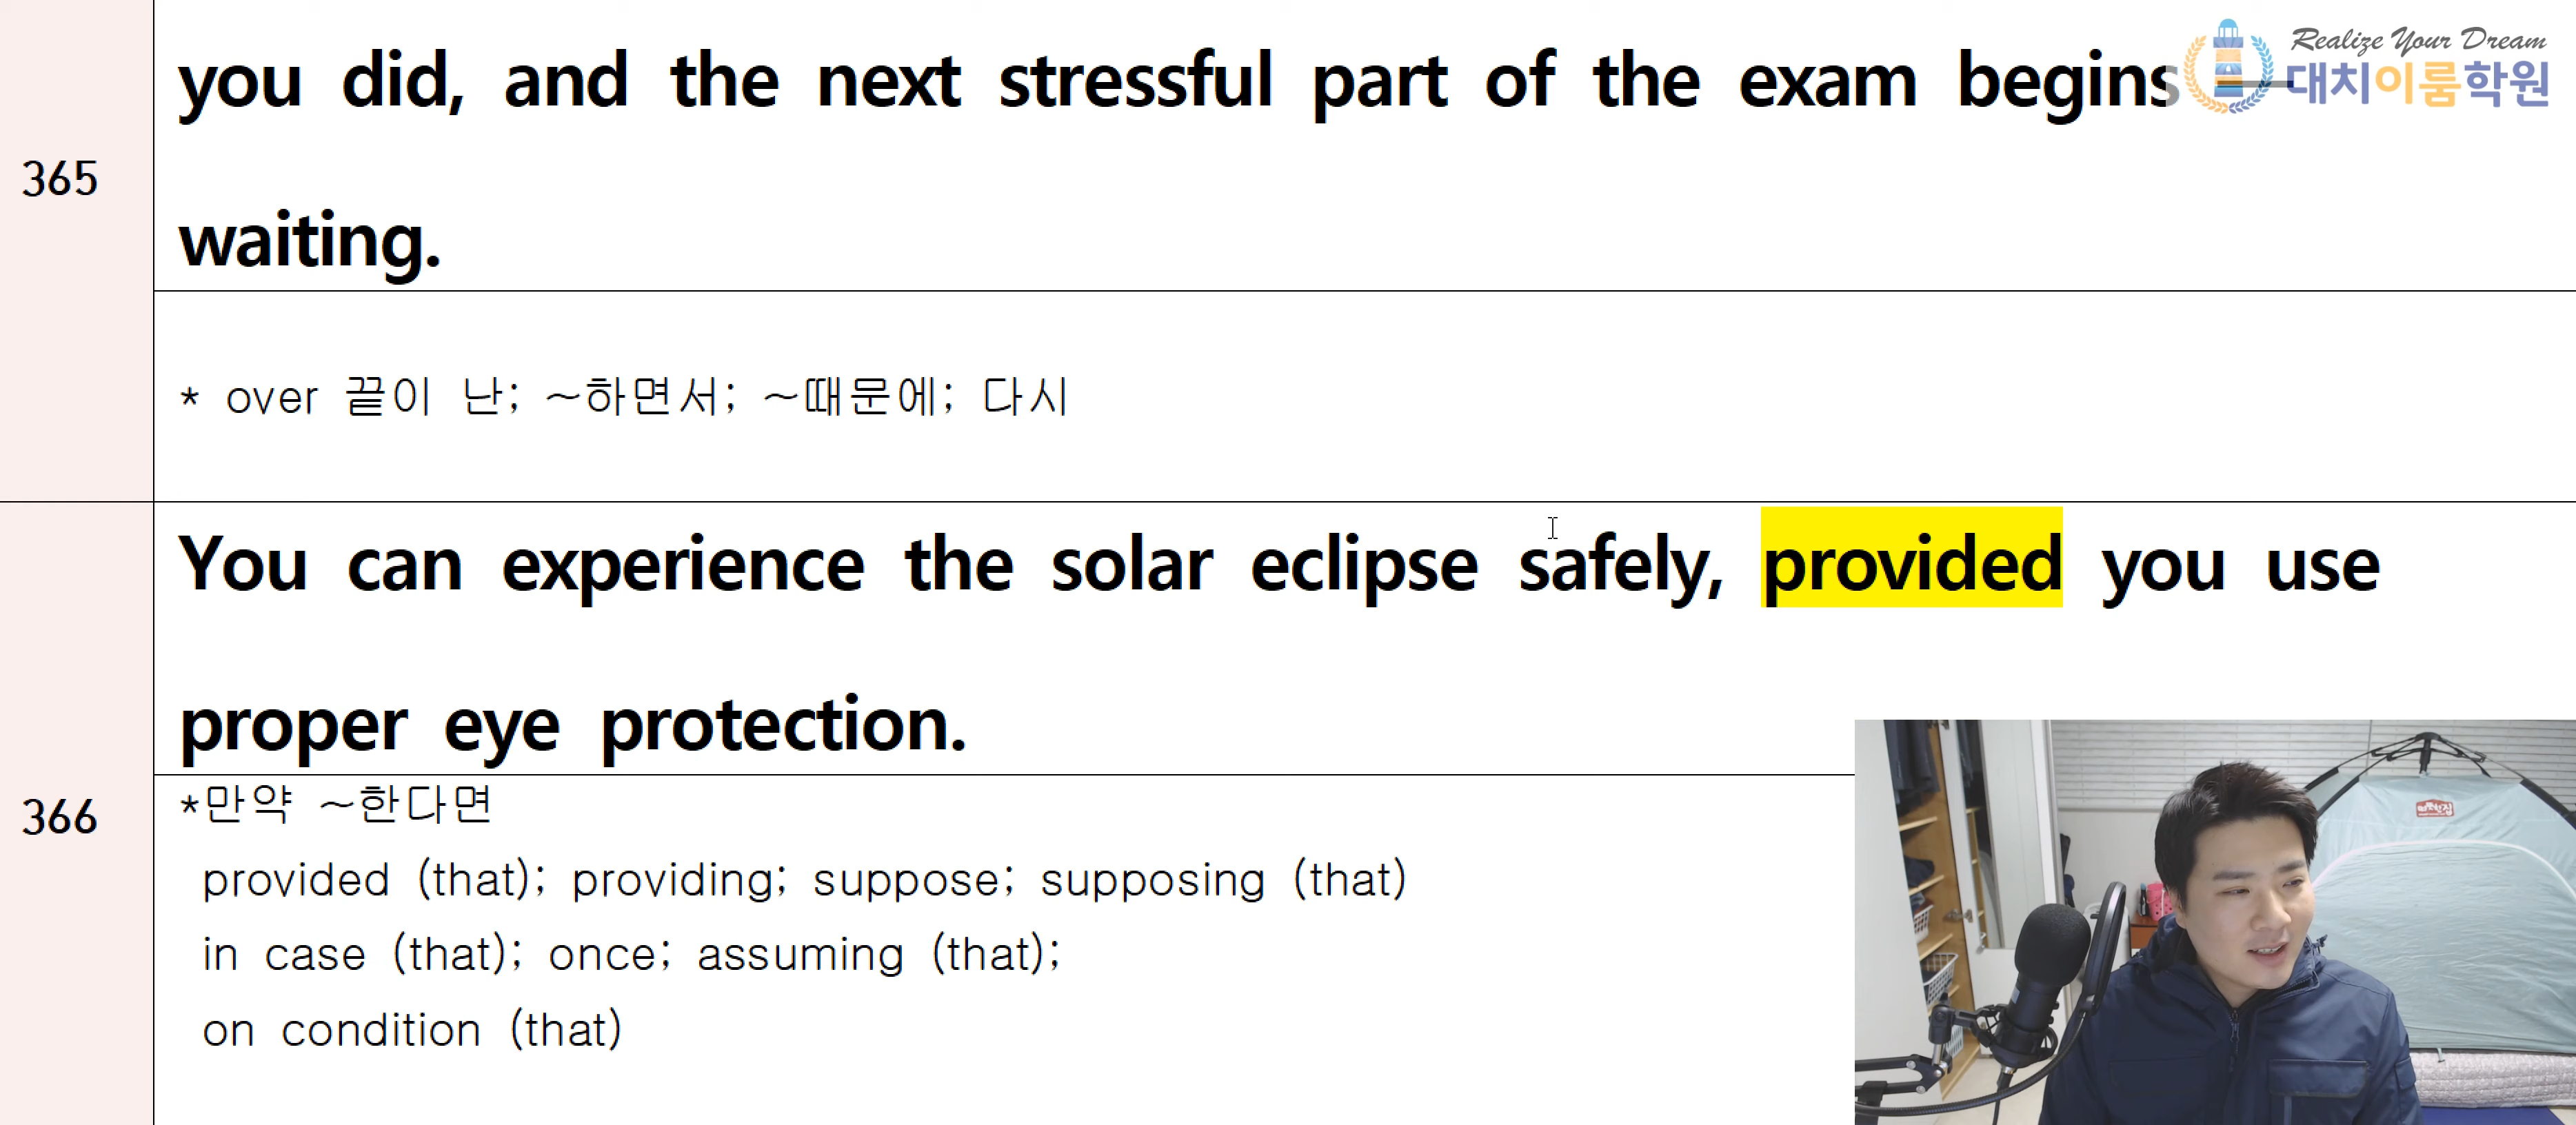 Realize Your Dream
대치이룸학원
you did, and the next stressful part of the exam begins —
waiting.
365
* over 끝이 난; ~하면서; ~때문에; 다시
You can experience the solar eclipse safely, provided you use
proper eye protection.
366
*만약 ~한다면
provided (that); providing; suppose; supposing (that)
in case (that); once; assuming (that);
on condition (that)